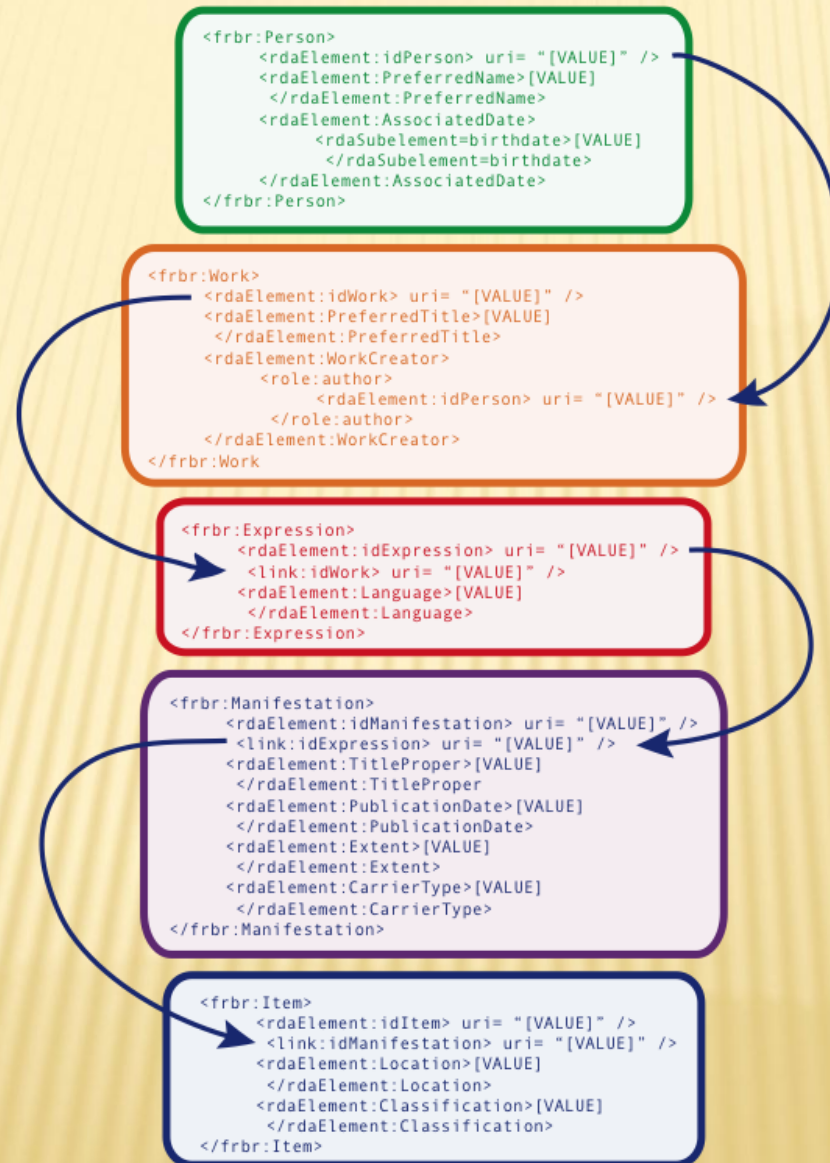 <frbr:Person>
<rdaElement:idPerson> uri= “[VALUE]” />
<rdaElement:PreferredName>[VALUE]
</rdaElement:PreferredName>
<rdaElement:AssociatedDate>
<rdaSubelement=birthdate>[VALUE]
</rdaSubelement=birthdate>
</rdaElement:AssociatedDate>
</frbr:Person>
<frbr:Work>
<rdaElement:idWork> uri= “[VALUE]” />
<rdaElement:PreferredTitle>[VALUE]
</rdaElement:PreferredTitle>
<rdaElement:WorkCreator>
<role:author>
<rdaElement:idPerson> uri= “[VALUE]” />
</role:author>
</rdaElement:WorkCreator>
</frbr:Work
<frbr:Expression>
<rdaElement:idExpression> uri= “[VALUE]” />
<link:idWork> uri= “[VALUE]” />
<rdaElement:Language>[VALUE]
</rdaElement:Language>
</frbr:Expression>
<frbr:Manifestation>
<rdaElement:idManifestation> uri= “[VALUE]” />
<link:idExpression> uri= “[VALUE]” />
<rdaElement:TitleProper>[VALUE]
</rdaElement:TitleProper
<rdaElement:PublicationDate>[VALUE]
</rdaElement:PublicationDate>
<rdaElement:Extent>[VALUE]
</rdaElement:Extent>
<rdaElement:CarrierType>[VALUE]
</rdaElement:CarrierType>
</frbr:Manifestation>
<frbr:Item>
<rdaElement:idItem> uri= “[VALUE]” />
<link:idManifestation> uri= “[VALUE]” />
<rdaElement:Location>[VALUE]
</rdaElement:Location>
<rdaElement:Classification>[VALUE]
</rdaElement:Classification>
</frbr:Item>